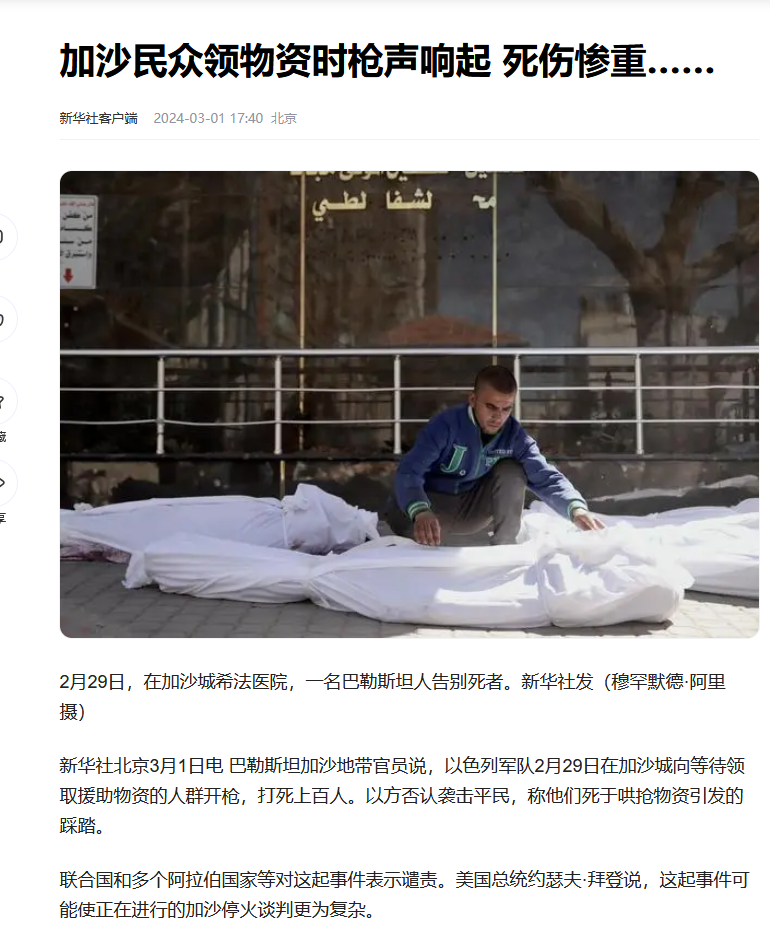 加沙民众领物资时枪声响起 死伤惨重……
新华社客户端 2024-03-01 17:40 北京
لشفا لطبي
من
2月29日，在加沙城希法医院，一名巴勒斯坦人告别死者。新华社发（穆罕默德·阿里
摄）
新华社北京3月1日电 巴勒斯坦加沙地带官员说，以色列军队2月29日在加沙城向等待领
取援助物资的人群开枪，打死上百人。以方否认袭击平民，称他们死于哄抢物资引发的
踩踏。
联合国和多个阿拉伯国家等对这起事件表示谴责。美国总统约瑟夫·拜登说，这起事件可
能使正在进行的加沙停火谈判更为复杂。